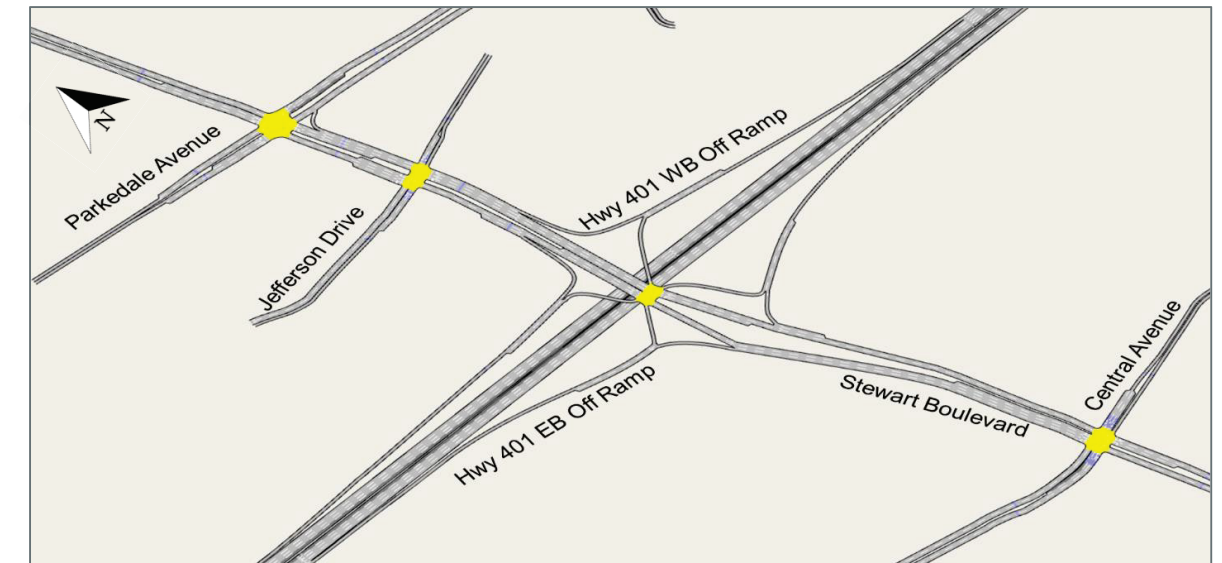 N
Parkedale Avenue
Jefferson Drive
Hwy 401 WB Off Ramp
Hwy 401 EB Off Ramp
Stewart Boulevard
Central Avenue